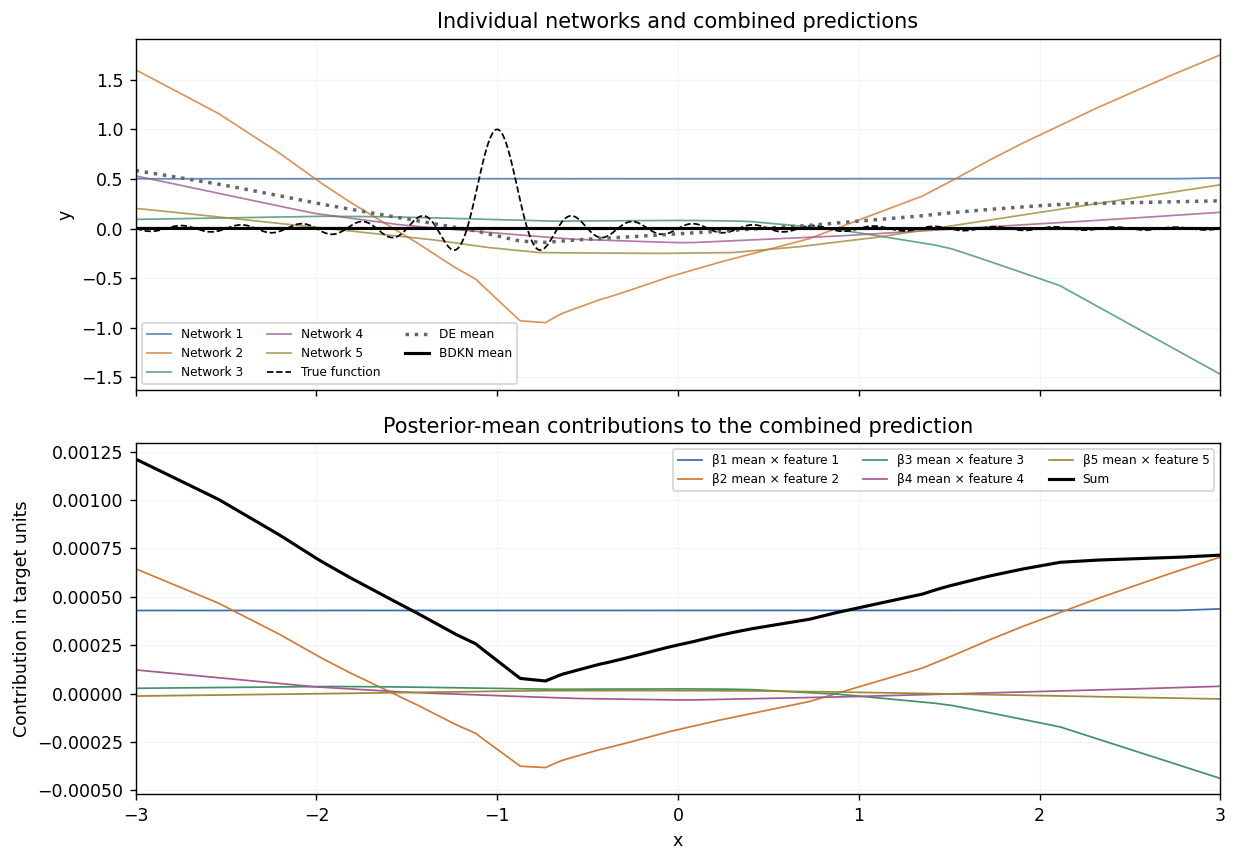 Individual networks and combined predictions
1.5
1.0
0.5
0.0
−0.5
−1.0
−1.5
y
Network 1
Network 2
Network 3
Network 4
Network 5
True function
DE mean
BDKN mean
Posterior-mean contributions to the combined prediction
0.00125
0.00100
0.00075
0.00050
0.00025
0.00000
−0.00025
−0.00050
Contribution in target units
β1 mean × feature 1
β2 mean × feature 2
β3 mean × feature 3
β4 mean × feature 4
β5 mean × feature 5
Sum
−3 −2 −1 0 1 2 3
x